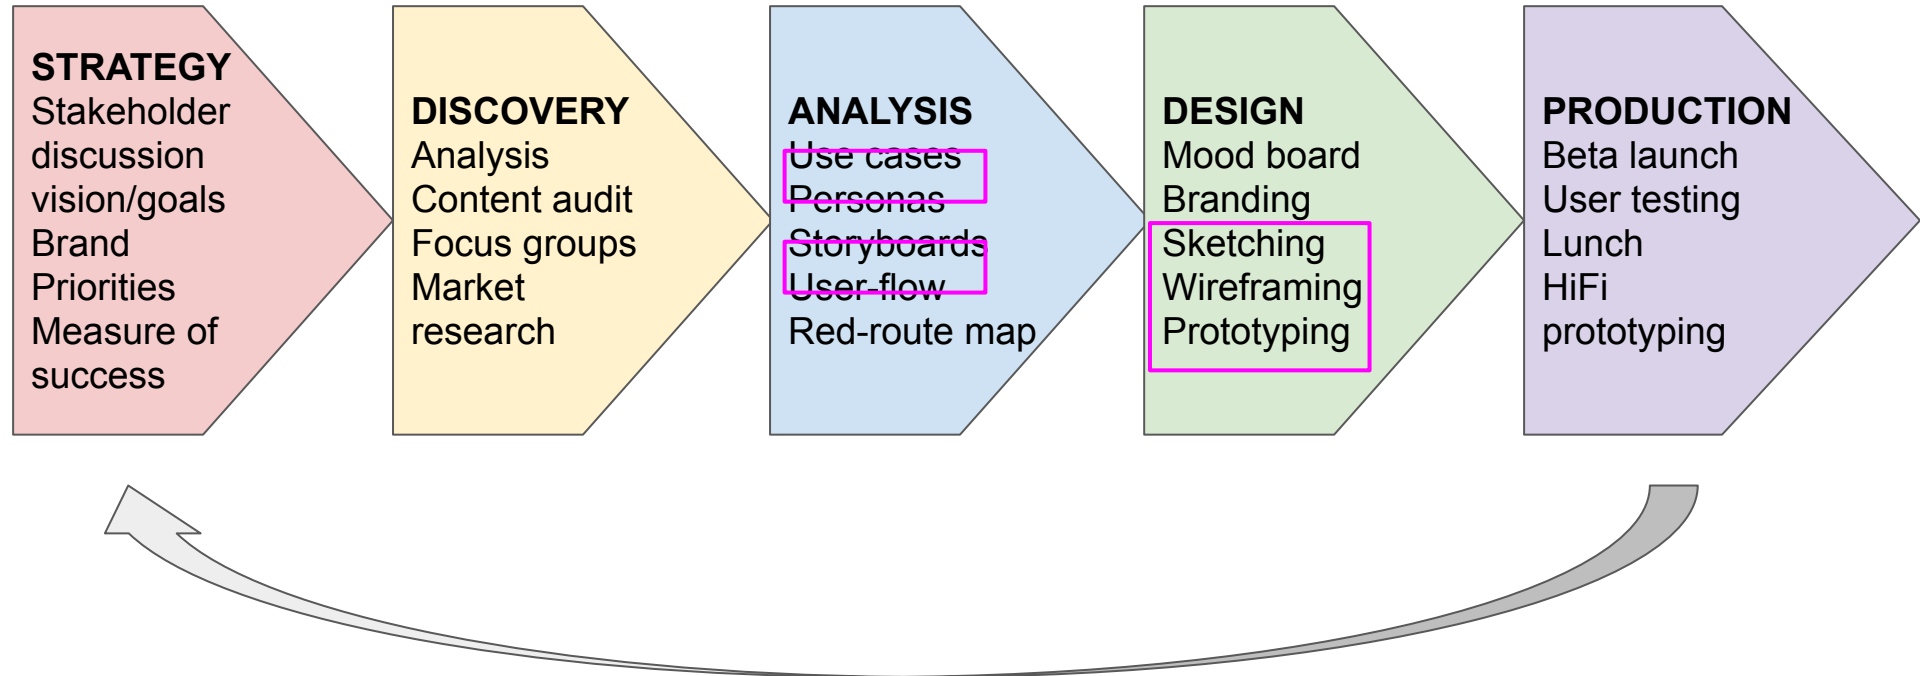 STRATEGY
Stakeholder
discussion
vision/goals
Brand
Priorities
Measure of
success
DISCOVERY
Analysis
Content audit
Focus groups
Market
research
ANALYSIS
Use cases
Personas
Storyboards
User-flow
Red-route map
DESIGN
Mood board
Branding
Sketching
Wireframing
Prototyping
PRODUCTION
Beta launch
User testing
Lunch
HiFi
prototyping